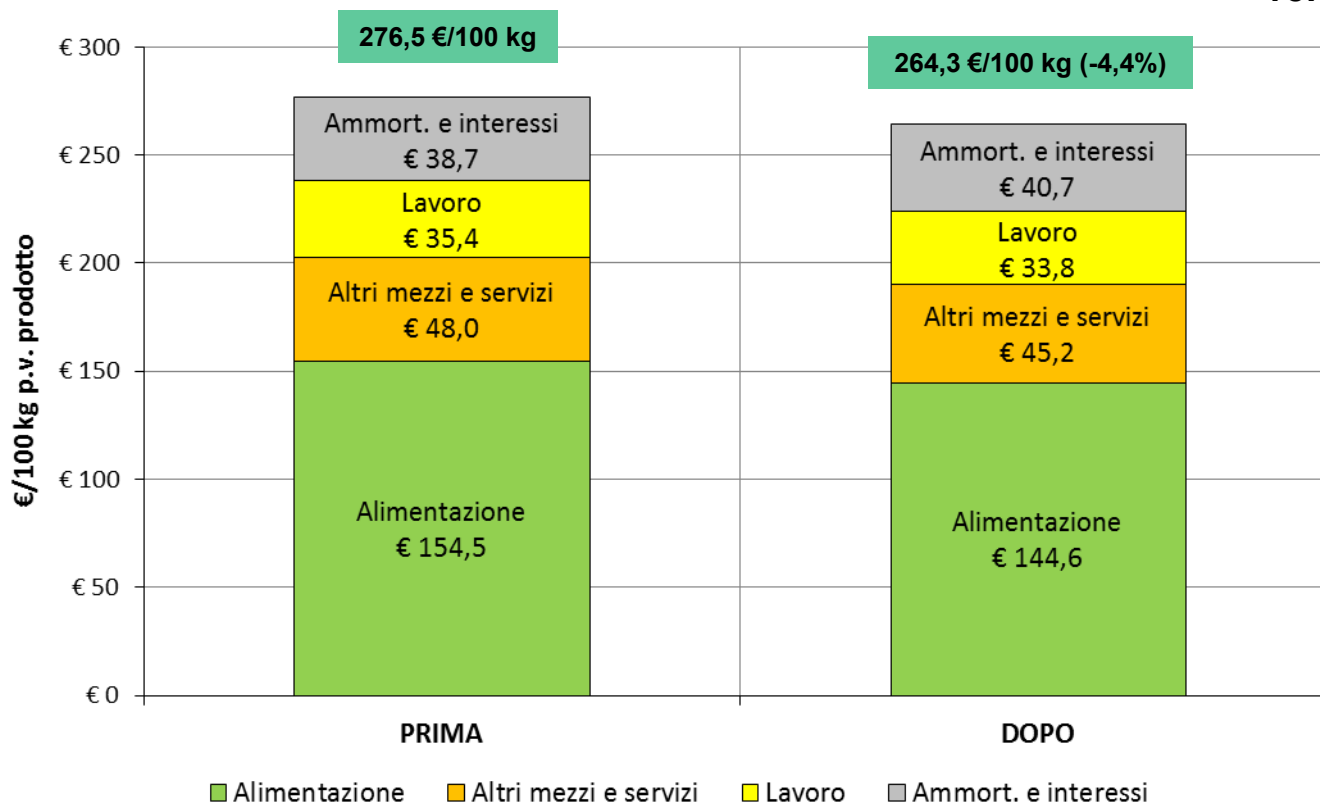 276,5 €/100 kg
264,3 €/100 kg (-4,4%)
€/100 kg p.v. prodotto
€ 300
€ 250
€ 200
€ 150
€ 100
€ 50
€ 0
Ammort. e interessi
€ 38,7
Lavoro
€ 35,4
Altri mezzi e servizi
€ 48,0
Alimentazione
€ 154,5
Ammort. e interessi
€ 40,7
Lavoro
€ 33,8
Altri mezzi e servizi
€ 45,2
Alimentazione
€ 144,6
PRIMA
DOPO
Alimentazione
Altri mezzi e servizi
Lavoro
Ammort. e interessi